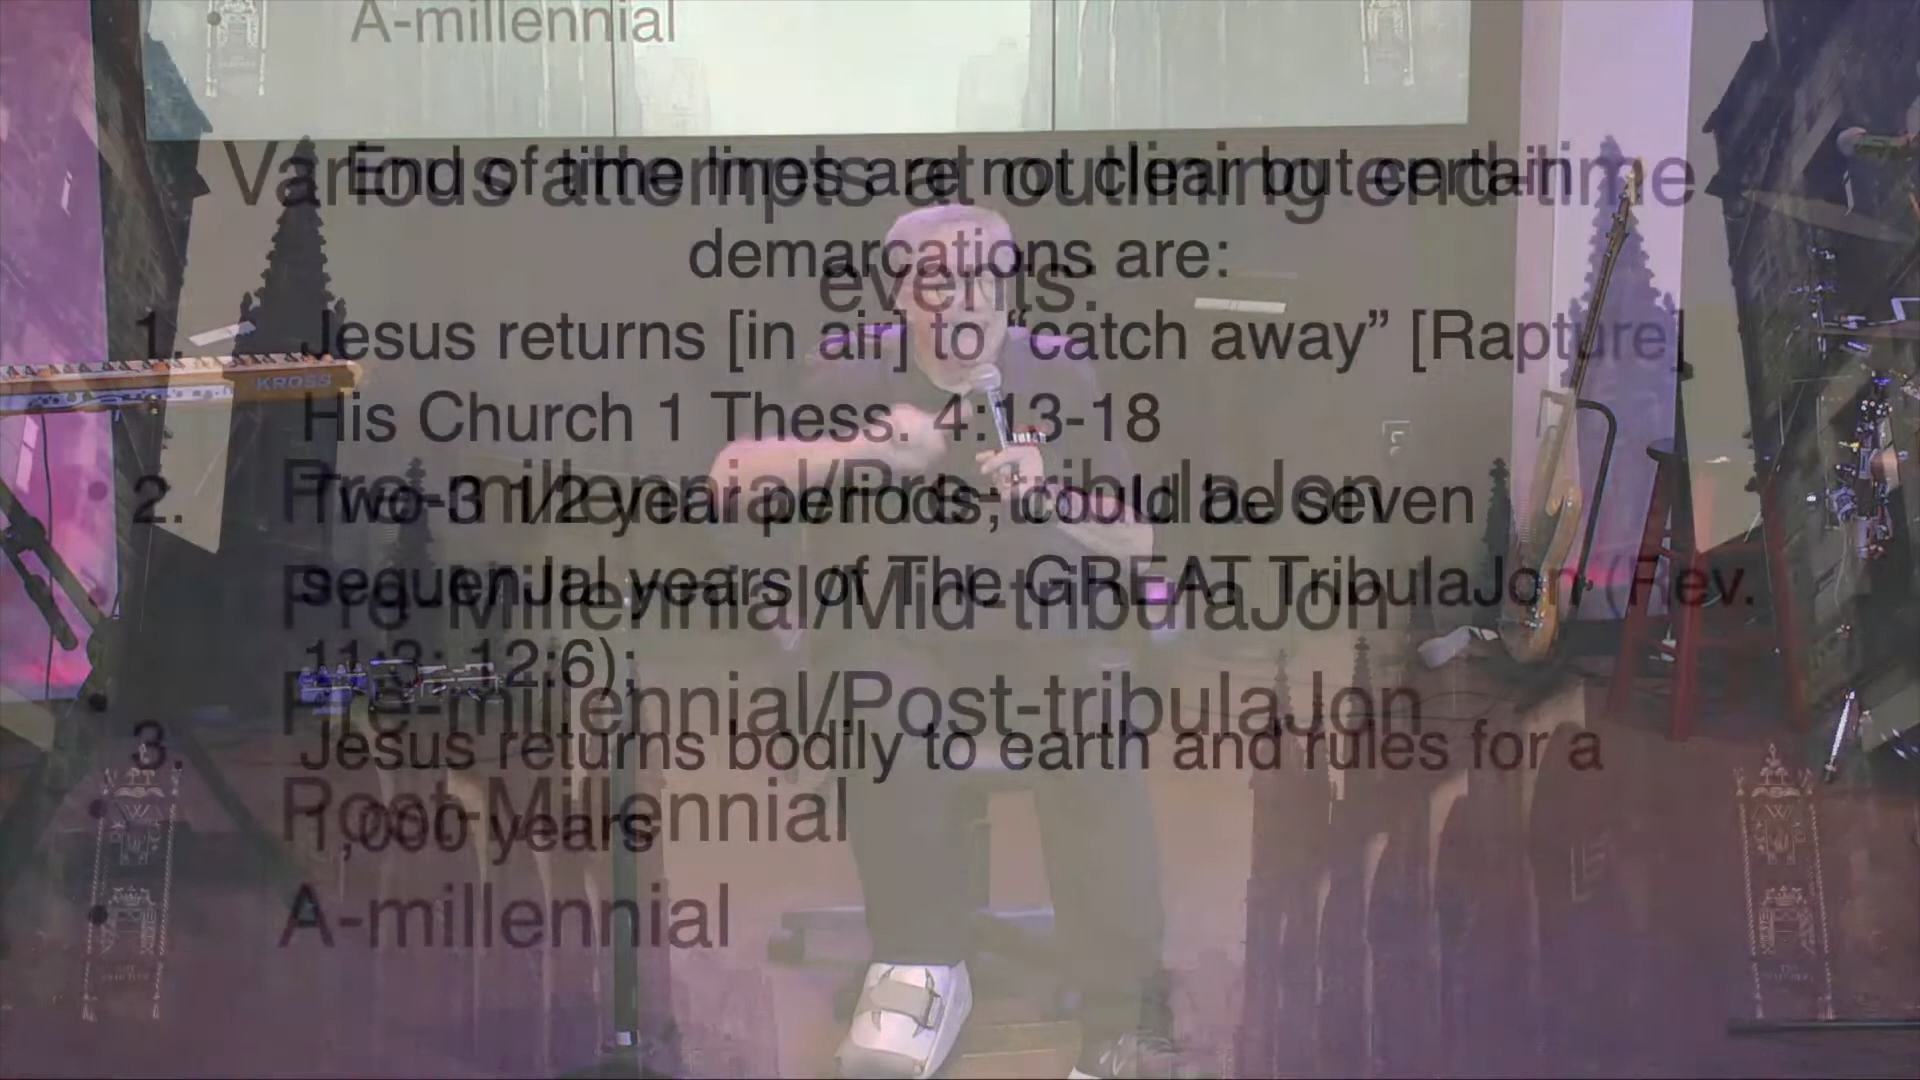 A-millennial
Various attempts at outlining end-time
events:
Pre-millennial/Pre-tribulaJon
Pre-Millennial/Mid-tribulaJon
Pre-millennial/Post-tribulaJon
Post-Millennial
A-millennial
End of time lines are not clear but certain
demarcations are:
1. Jesus returns [in air] to “catch away” [Rapture]
His Church 1 Thess. 4:13-18
2. Two-3 1/2 year periods; could be seven
sequenJal years of The GREAT TribulaJon (Rev.
11:3; 12:6);
3. Jesus returns bodily to earth and rules for a
1,000 years
KROSS